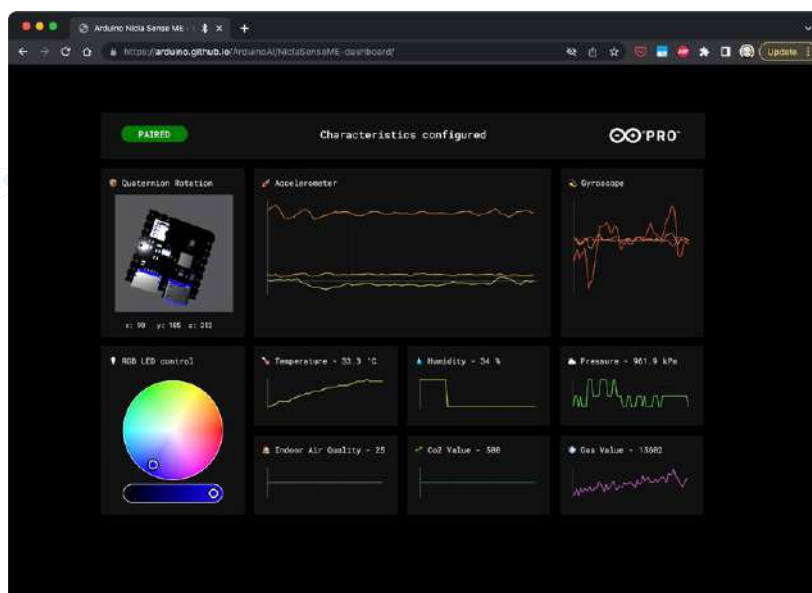 Arduino Nicla Sense ME -
https://arduino.github.io/ArduinoAI/NiclaSenseME-dashboard/
Update
PAIRED
Characteristics configured
PRO
Quaternion Rotation
Accelerometer
Gyroscope
RGB LED control
Temperature - 33.3 °C
Humidity - 34 %
Pressure - 961.9 kPa
Indoor Air Quality - 25
Co2 Value - 500
Gas Value - 13602